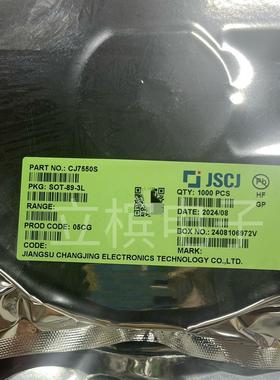 JSCJ
PART NO.: CJ7550S
Pb
PKG: SOT-89-3L
QTY: 1000 PCS
HF
RANGE:
GP
DATE: 2024/08
PROD CODE: 05CG
BOX NO.: 2408106972V
CODE:
JIANGSU CHANGJING ELECTRONICS TECHNOLOGY CO.,LTD.
立棋电子